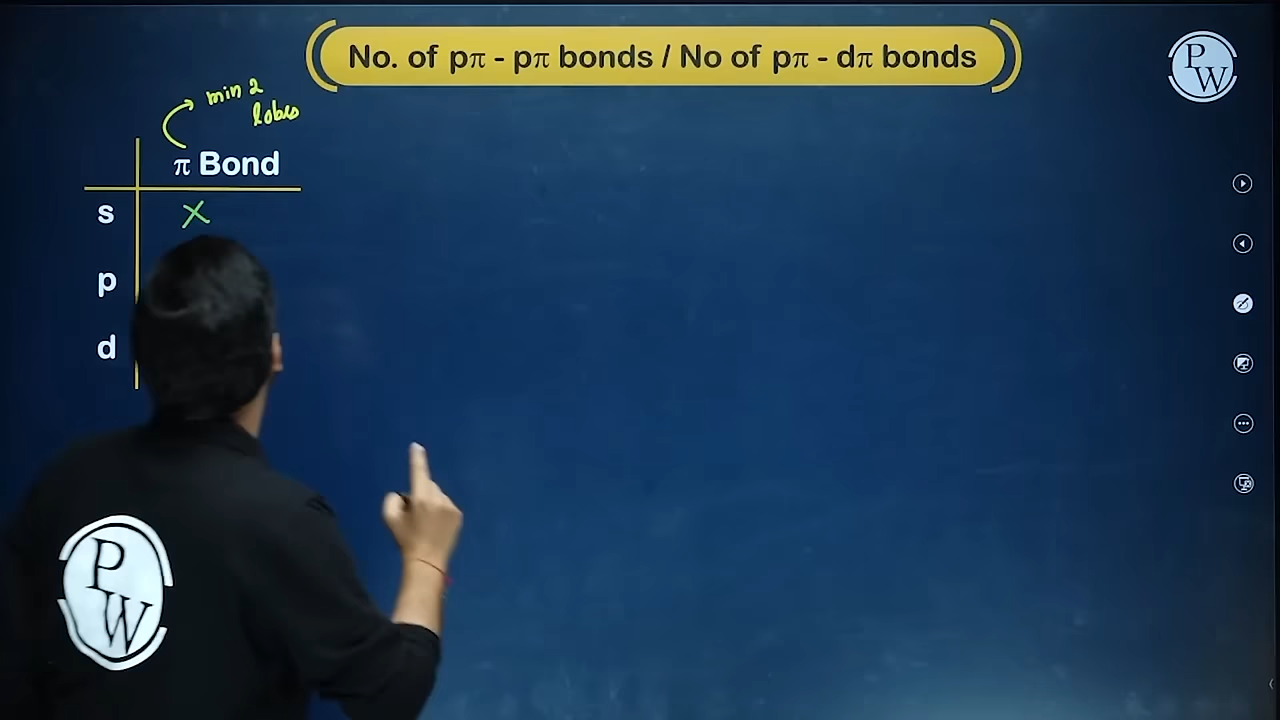 No. of pπ - pπ bonds / No of pπ - dπ bonds
PW
min 2
lobes
π Bond
s
X
p
d
PW